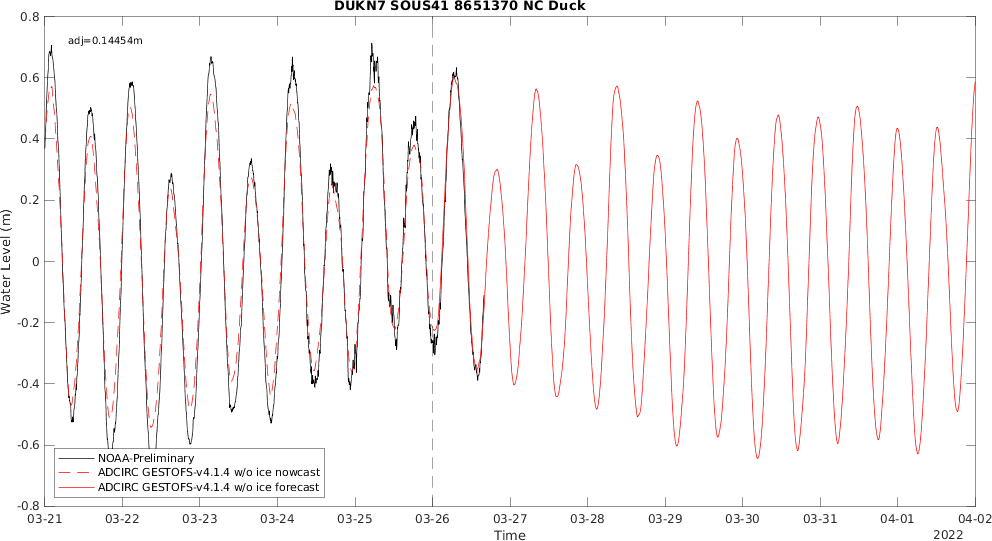 DUKN7 SOUS41 8651370 NC Duck
adj=0.14454m
Water Level (m)
0.8
0.6
0.4
0.2
0
-0.2
-0.4
-0.6
-0.8
NOAA-Preliminary
ADCIRC GESTOFS-v4.1.4 w/o ice nowcast
ADCIRC GESTOFS-v4.1.4 w/o ice forecast
03-21 03-22 03-23 03-24 03-25 03-26 03-27 03-28 03-29 03-30 03-31 04-01 04-02
Time
2022